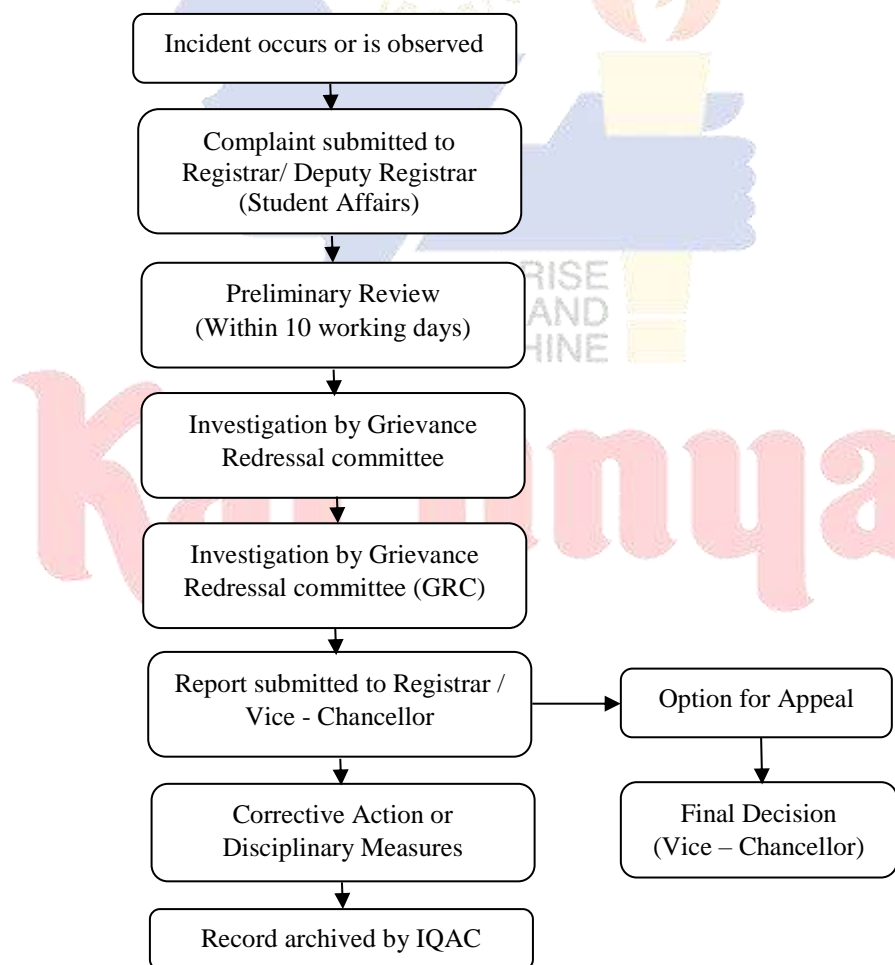 Incident occurs or is observed
Complaint submitted to
Registrar/ Deputy Registrar
(Student Affairs)
Preliminary Review
(Within 10 working days)
RISE
AND
HINE
Investigation by Grievance
Redressal committee
Investigation by Grievance
Redressal committee (GRC)
Report submitted to Registrar /
Vice - Chancellor
Option for Appeal
Corrective Action or
Disciplinary Measures
Final Decision
(Vice – Chancellor)
Record archived by IQAC